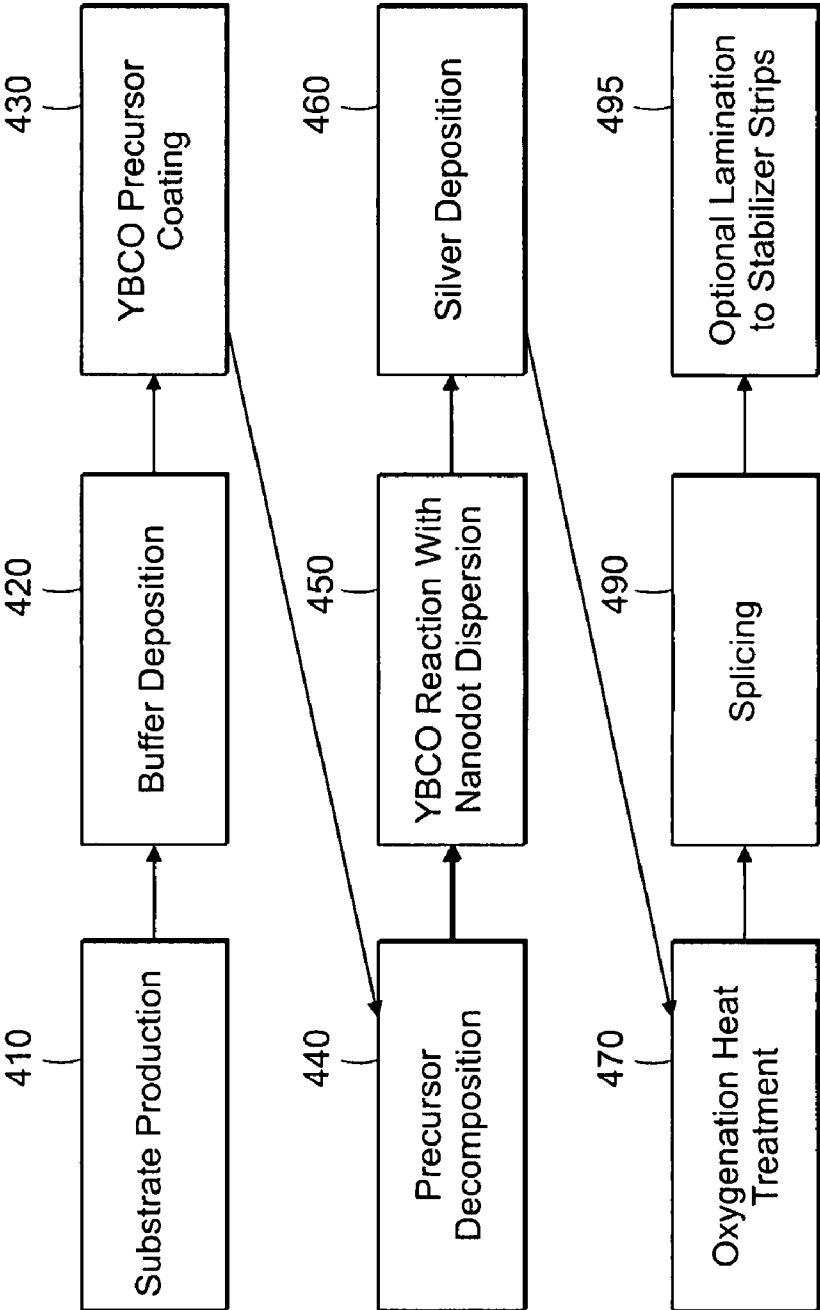 410
Substrate Production
420
Buffer Deposition
430
YBCO Precursor
Coating
440
Precursor
Decomposition
450
YBCO Reaction With
Nanodot Dispersion
460
Silver Deposition
470
Oxygenation Heat
Treatment
490
Splicing
495
Optional Lamination
to Stabilizer Strips